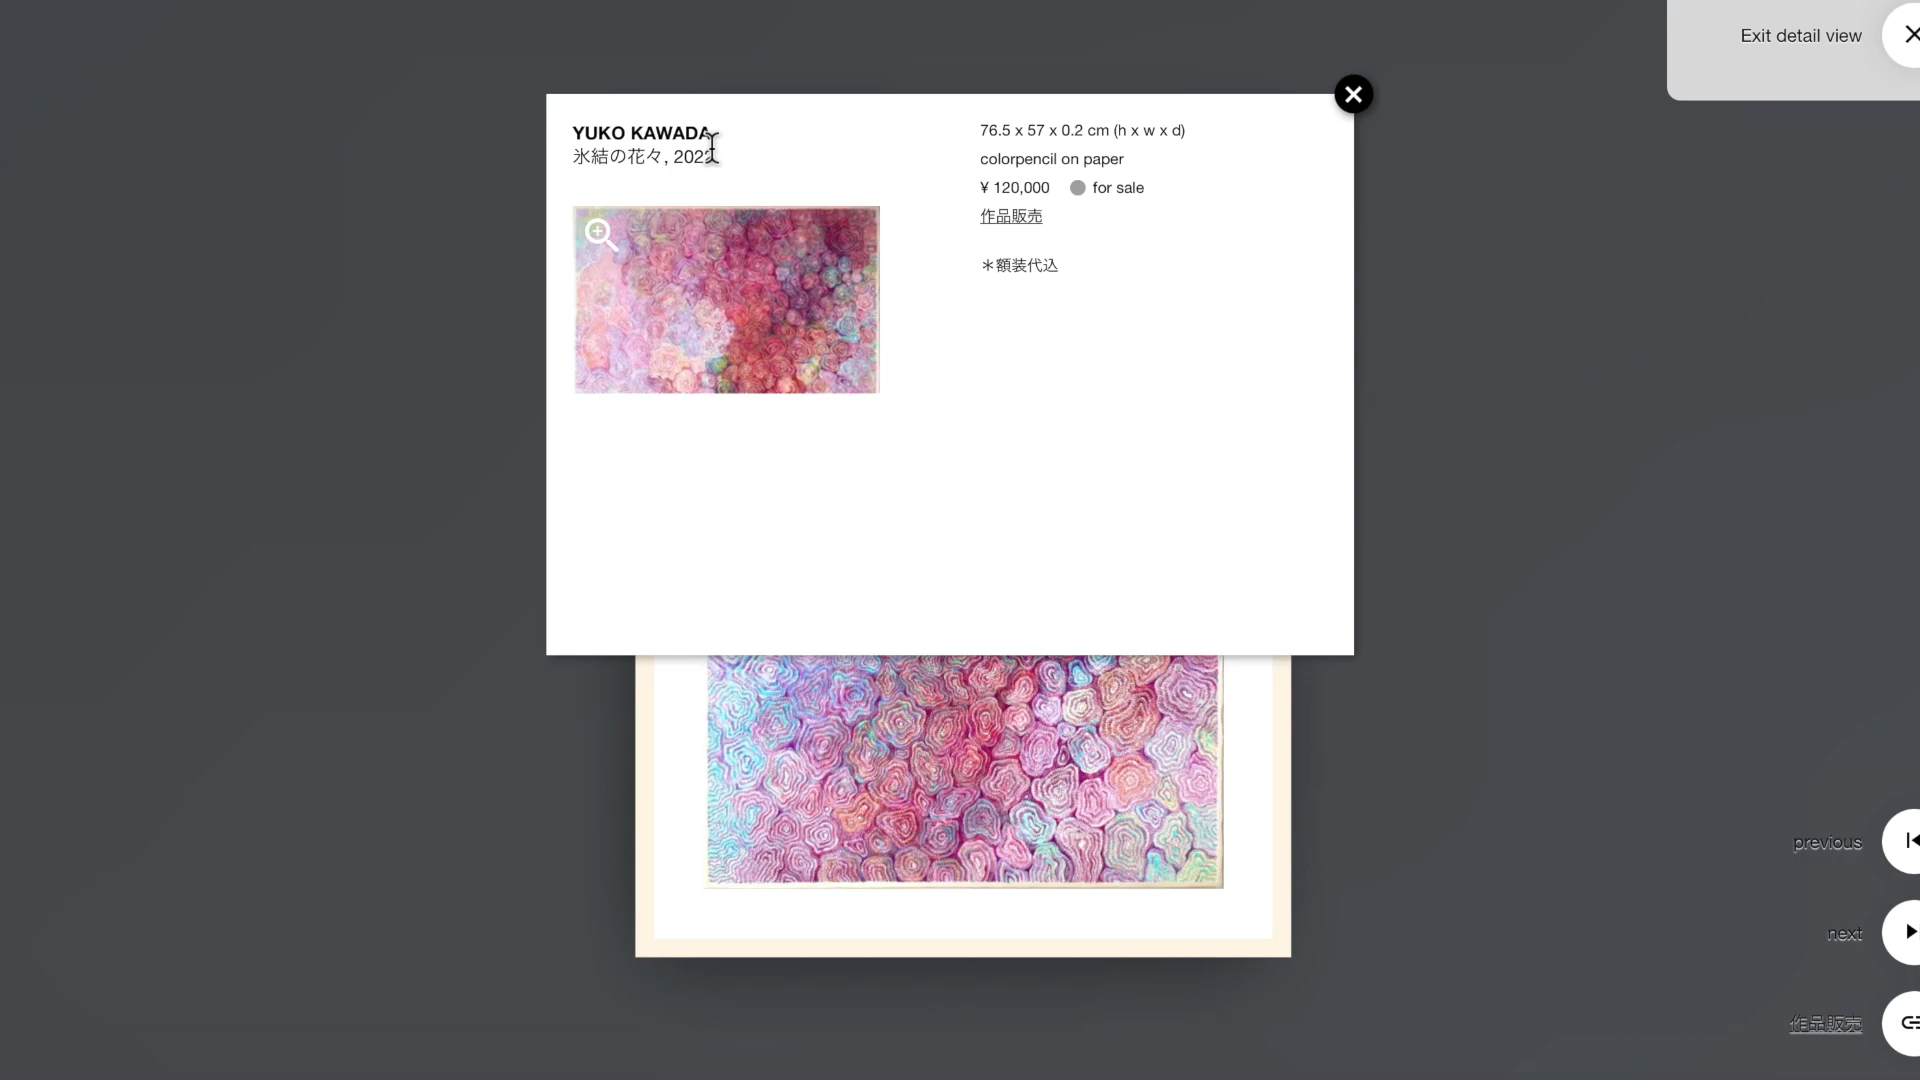 Exit detail view
YUKO KAWADA
氷結の花々, 2022
76.5 x 57 x 0.2 cm (h x w x d)
colorpencil on paper
¥ 120,000 for sale
作品販売
＊額装代込
previous
next
作品販売